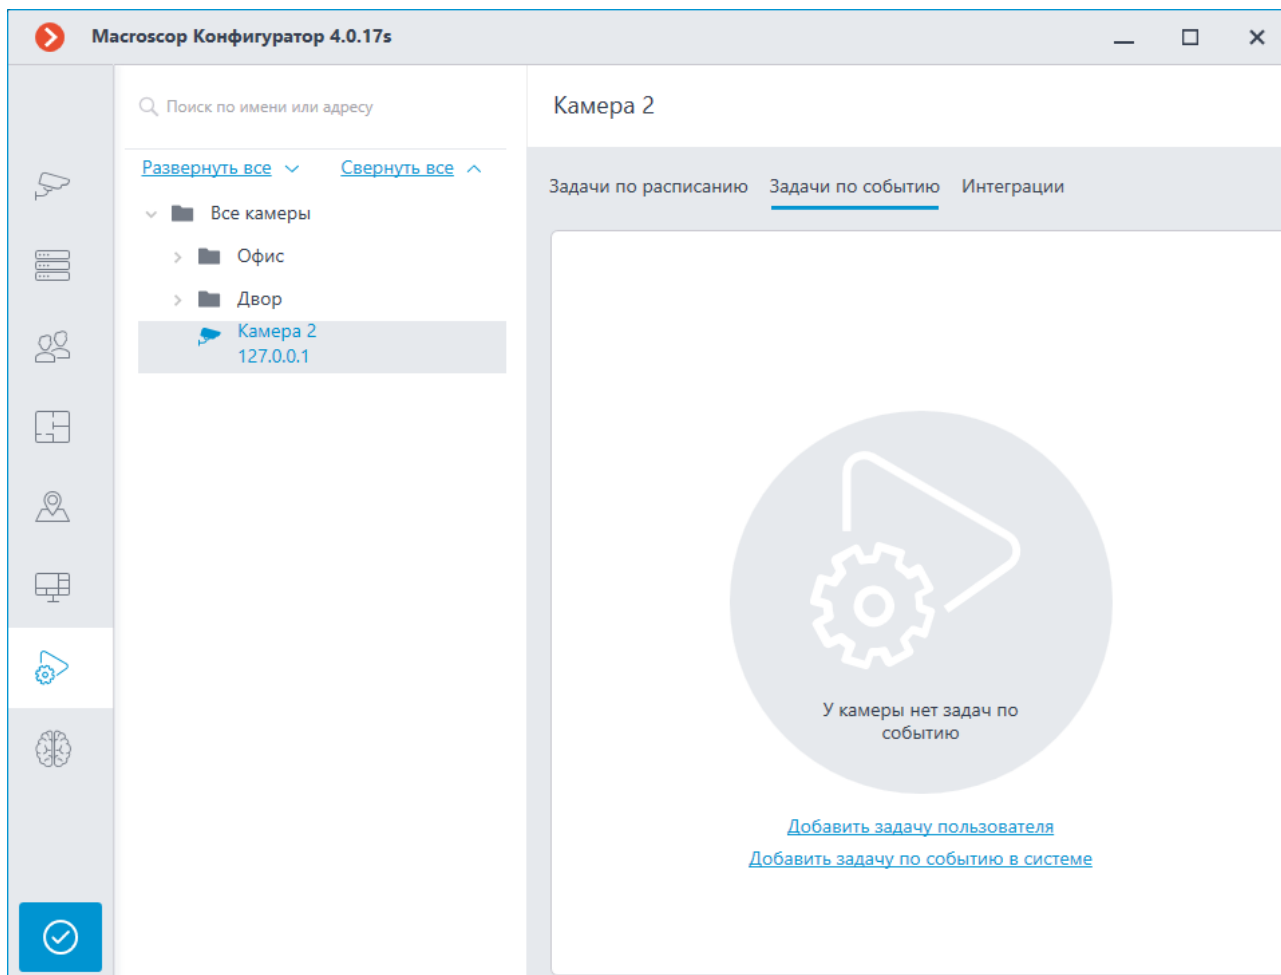 Macroscop Конфигуратор 4.0.17s
Поиск по имени или адресу
Развернуть все
Свернуть все
Все камеры
Офис
Двор
Камера 2
127.0.0.1
Камера 2
Задачи по расписанию
Задачи по событию
Интеграции
У камеры нет задач по
событию
Добавить задачу пользователя
Добавить задачу по событию в системе